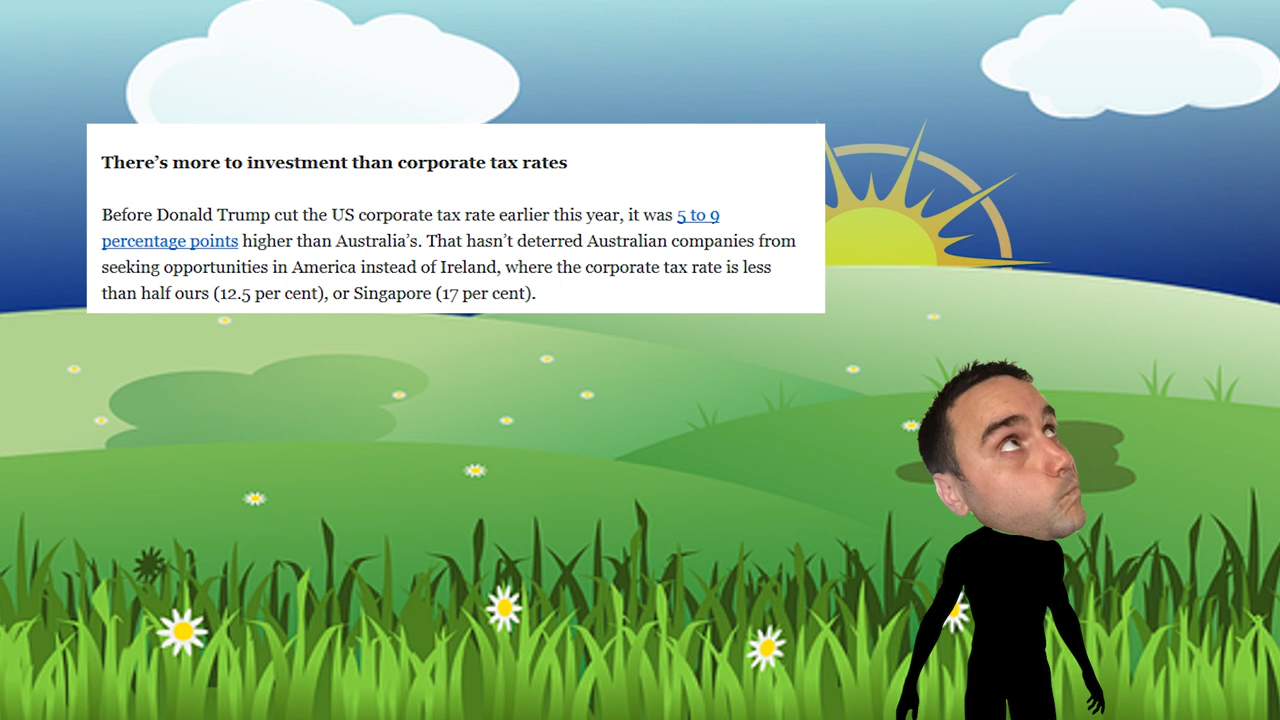 There’s more to investment than corporate tax rates
Before Donald Trump cut the US corporate tax rate earlier this year, it was 5 to 9
percentage points higher than Australia’s. That hasn’t deterred Australian companies from
seeking opportunities in America instead of Ireland, where the corporate tax rate is less
than half ours (12.5 per cent), or Singapore (17 per cent).